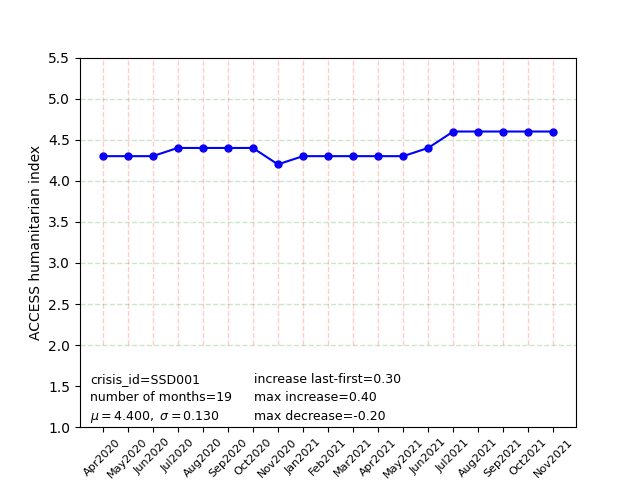 5.5
5.0
4.5
4.0
3.5
3.0
2.5
2.0
1.5
1.0
ACCESS humanitarian index
crisis_id=SSD001
number of months=19
μ=4.400, σ=0.130
increase last-first=0.30
max increase=0.40
max decrease=-0.20
Apr2020
May2020
Jun2020
Jul2020
Aug2020
Sep2020
Oct2020
Nov2020
Jan2021
Feb2021
Mar2021
Apr2021
May2021
Jun2021
Jul2021
Aug2021
Sep2021
Oct2021
Nov2021